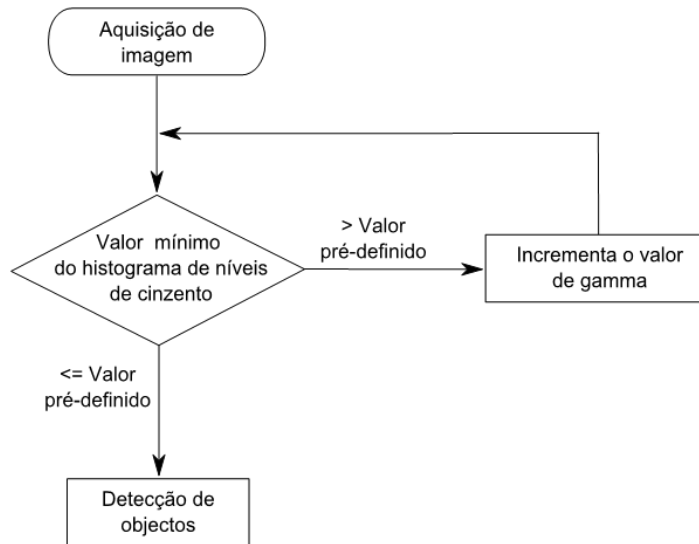 Aquisição de
imagem
Valor mínimo
do histograma de níveis
de cinzento
> Valor
pré-definido
Incrementa o valor
de gamma
<= Valor
pré-definido
Detecção de
objectos